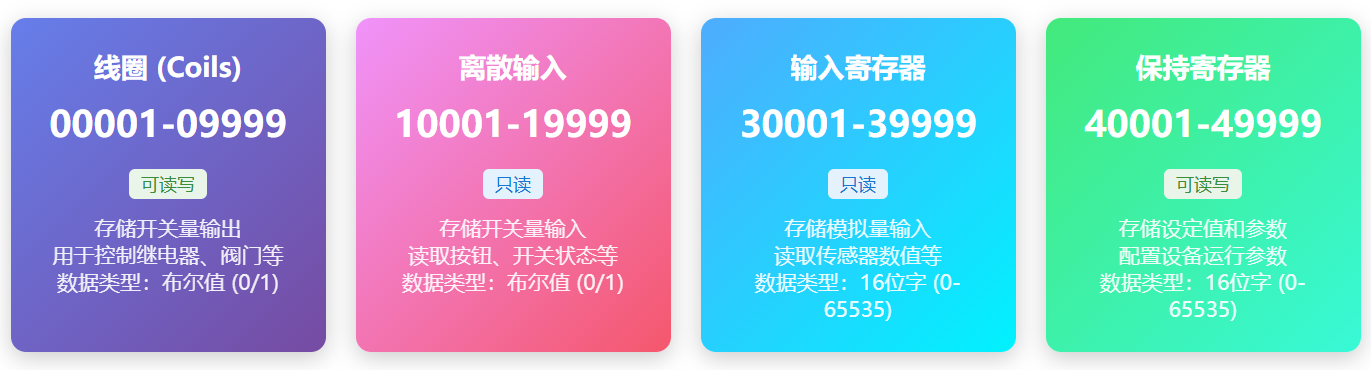 线圈 (Coils)
00001-09999
可读写
存储开关量输出
用于控制继电器、阀门等
数据类型：布尔值 (0/1)
离散输入
10001-19999
只读
存储开关量输入
读取按钮、开关状态等
数据类型：布尔值 (0/1)
输入寄存器
30001-39999
只读
存储模拟量输入
读取传感器数值等
数据类型：16位字 (0-
65535)
保持寄存器
40001-49999
可读写
存储设定值和参数
配置设备运行参数
数据类型：16位字 (0-
65535)